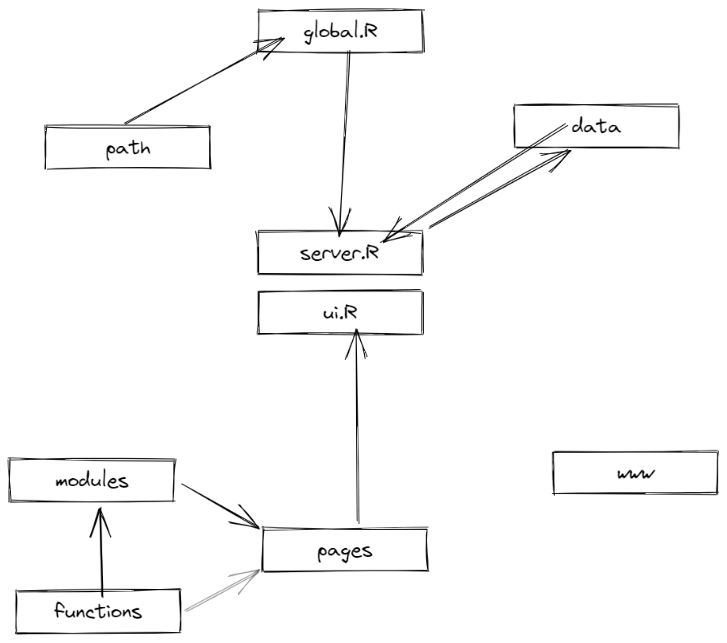 global.R
data
path
server.R
ui.R
modules
www
pages
functions